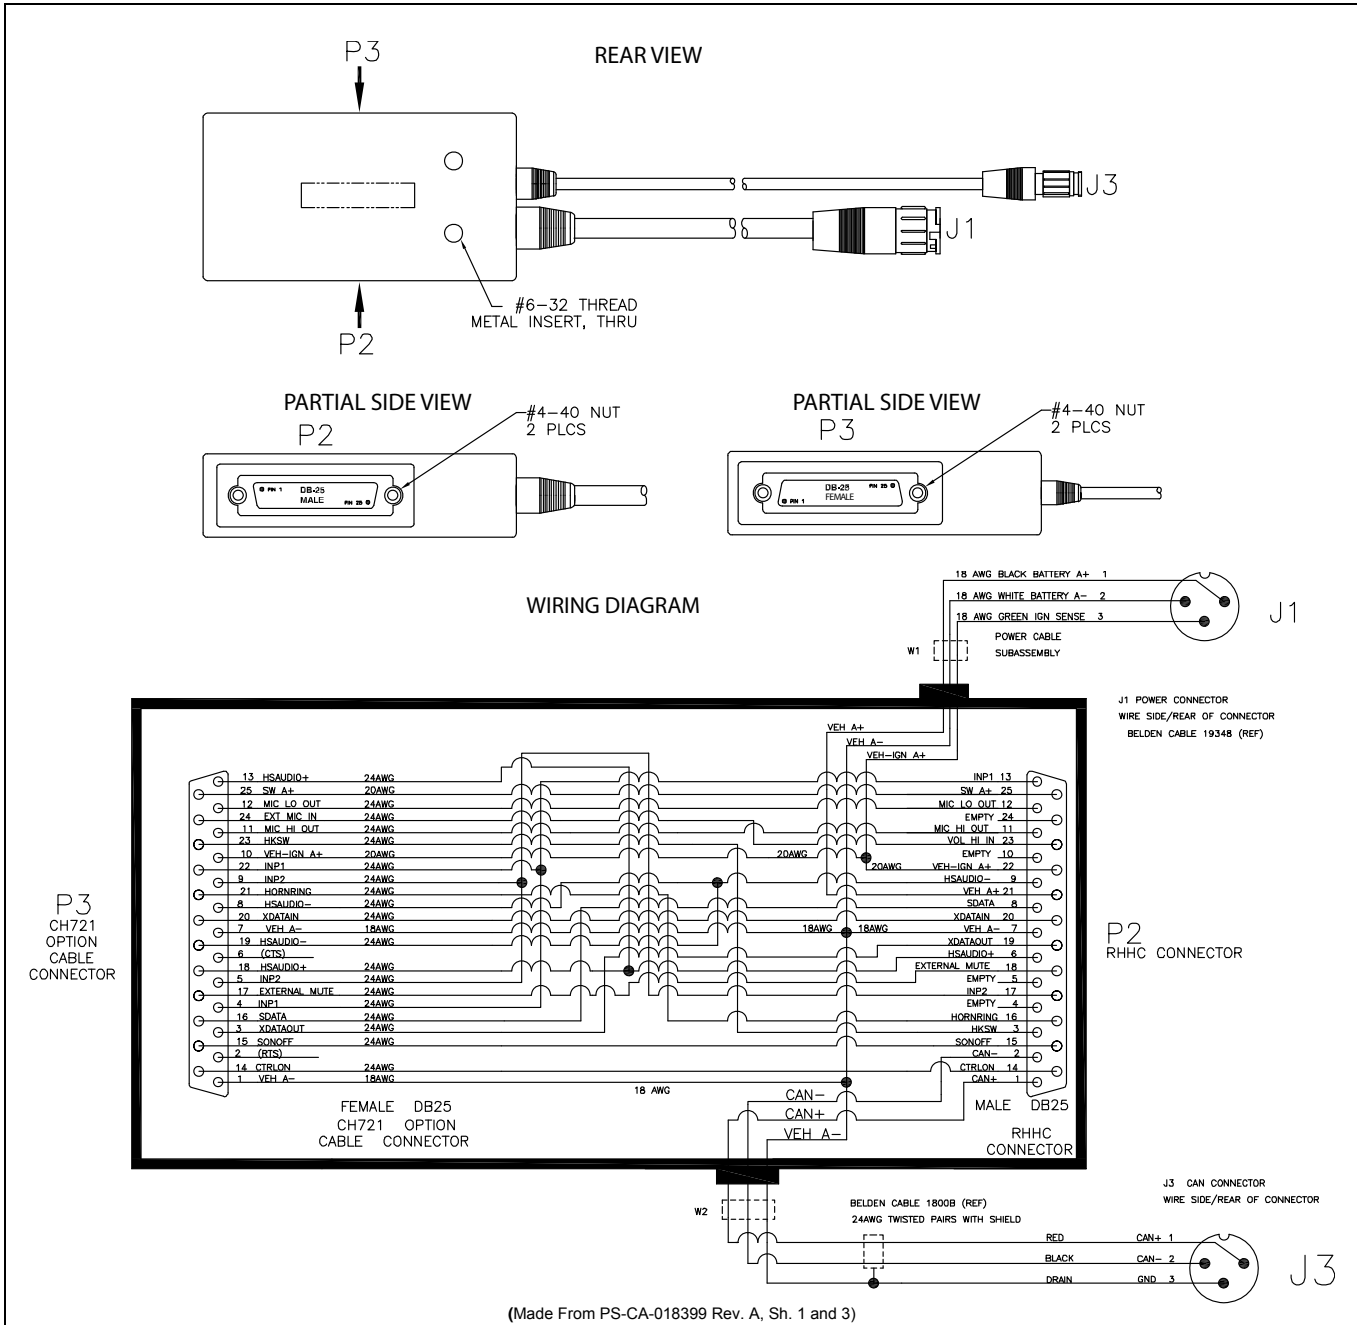 REAR VIEW
P3
J3
J1
#6-32 THREAD
METAL INSERT, THRU
P2
PARTIAL SIDE VIEW
P2
#4-40 NUT
2 PLCS
PIN 1
DB-25
MALE
PIN 25
PARTIAL SIDE VIEW
P3
#4-40 NUT
2 PLCS
DB-25
FEMALE
PIN 25
PIN 1
WIRING DIAGRAM
18 AWG BLACK BATTERY A+ 1
18 AWG WHITE BATTERY A- 2
18 AWG GREEN IGN SENSE 3
J1
W1
POWER CABLE
SUBASSEMBLY
J1 POWER CONNECTOR
WIRE SIDE/REAR OF CONNECTOR
BELDEN CABLE 19348 (REF)
VEH A+
VEH A-
VEH-IGN A+
13 HSAUDIO+ 24AWG
25 SW A+ 20AWG
12 MIC LO OUT 24AWG
24 EXT MIC IN 24AWG
11 MIC HI OUT 24AWG
23 HKSW 24AWG
10 VEH-IGN A+ 20AWG
22 INP1 24AWG
9 INP2 24AWG
21 HORNRING 24AWG
8 HSAUDIO- 24AWG
20 XDATAIN 24AWG
7 VEH A- 18AWG
19 HSAUDIO- 24AWG
6 (CTS)
18 HSAUDIO+ 24AWG
5 INP2 24AWG
17 EXTERNAL MUTE 24AWG
4 INP1 24AWG
16 SDATA 24AWG
3 XDATAOUT 24AWG
15 SONOFF 24AWG
2 (RTS)
14 CTRLON 24AWG
1 VEH A- 18AWG
20AWG
20AWG
18AWG
18AWG
18 AWG
INP1 13
SW A+ 25
MIC LO OUT 12
EMPTY 24
MIC HI OUT 11
VOL HI IN 23
EMPTY 10
VEH-IGN A+ 22
HSAUDIO- 9
VEH A+ 21
SDATA 8
XDATAIN 20
VEH A- 7
XDATAOUT 19
HSAUDIO+ 6
EXTERNAL MUTE 18
EMPTY 5
INP2 17
EMPTY 4
HORNRING 16
HKSW 3
SONOFF 15
CAN- 2
CTRLON 14
CAN+ 1
P3
CH721
OPTION
CABLE
CONNECTOR
P2
RHHC CONNECTOR
FEMALE DB25
CH721 OPTION
CABLE CONNECTOR
CAN-
CAN+
VEH A-
MALE DB25
RHHC
CONNECTOR
W2
BELDEN CABLE 1800B (REF)
24AWG TWISTED PAIRS WITH SHIELD
J3 CAN CONNECTOR
WIRE SIDE/REAR OF CONNECTOR
RED CAN+ 1
BLACK CAN- 2
DRAIN GND 3
J3
(Made From PS-CA-018399 Rev. A, Sh. 1 and 3)